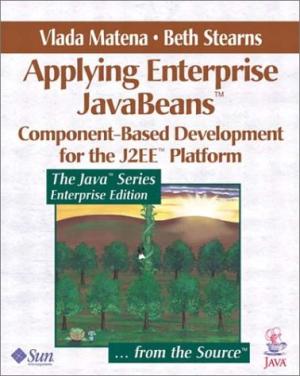 Vlada Matena • Beth Stearns
Applying Enterprise
JavaBeans™
Component-Based Development
for the J2EE™ Platform
The Java™ Series
Enterprise Edition
... from the Source™
Sun
JAVA